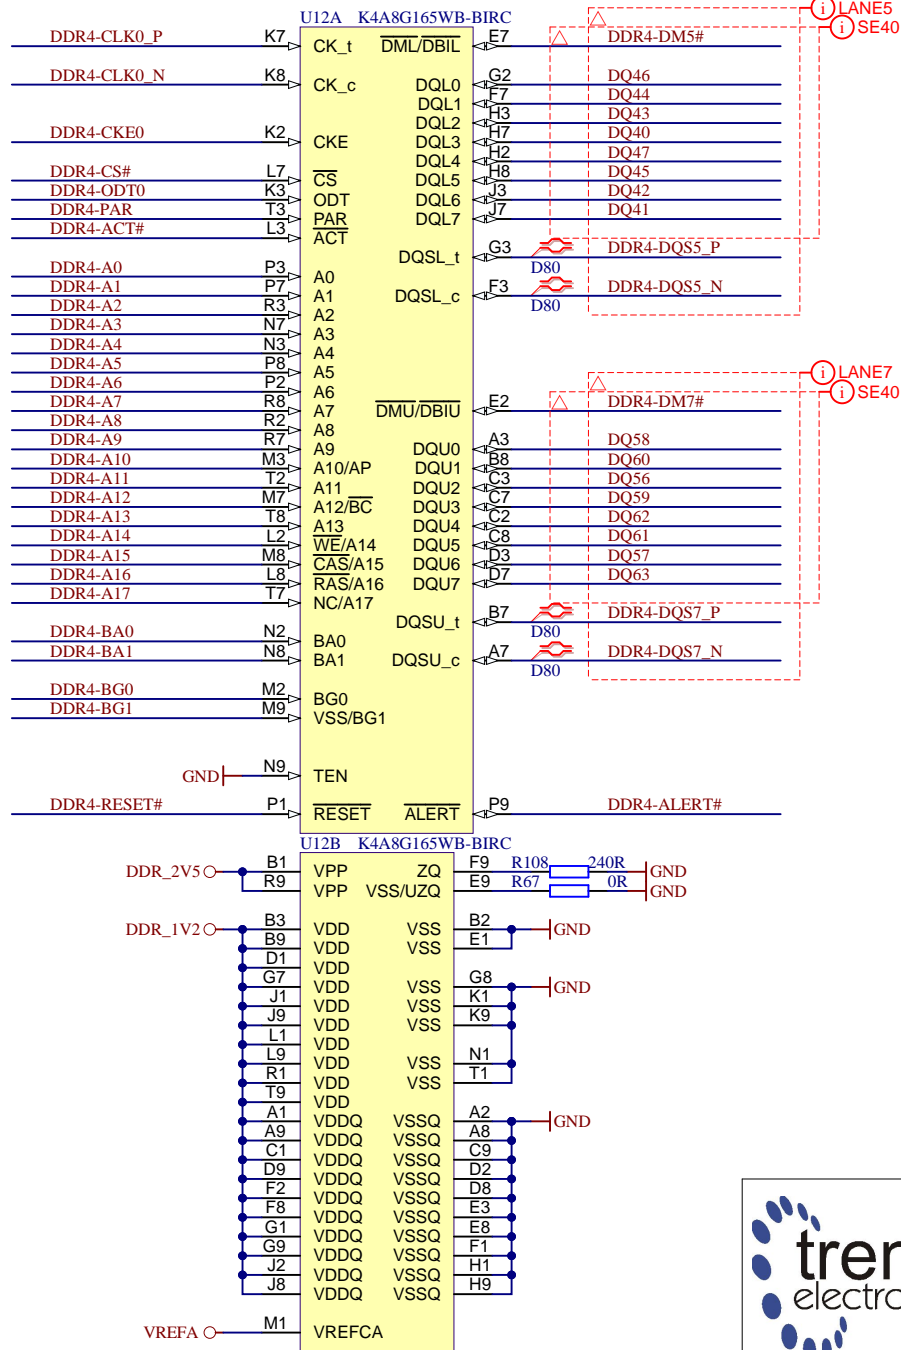 U12A K4A8G165WB-BIRC
LANE5
SE40
DDR4-CLK0_P K7 CK_t DML/DBIL E7 DDR4-DM5#
DDR4-CLK0_N K8 CK_c DQL0 G2 DQ46
DQL1 F7 DQ44
DQL2 H3 DQ43
DDR4-CKE0 K2 CKE DQL3 H7 DQ40
DQL4 H2 DQ47
DDR4-CS# L7 CS DQL5 H8 DQ45
DDR4-ODT0 K3 ODT DQL6 J3 DQ42
DDR4-PAR T3 PAR DQL7 J7 DQ41
DDR4-ACT# L3 ACT
DQSL_t G3 D80 DDR4-DQS5_P
DDR4-A0 P3 A0
DDR4-A1 P7 A1 DQSL_c F3 D80 DDR4-DQS5_N
DDR4-A2 R3 A2
DDR4-A3 N7 A3
DDR4-A4 N3 A4
DDR4-A5 P8 A5
LANE7
DDR4-A6 P2 A6
SE40
DDR4-A7 R8 A7 DMU/DBIU E2 DDR4-DM7#
DDR4-A8 R2 A8
DDR4-A9 R7 A9 DQU0 A3 DQ58
DDR4-A10 M3 A10/AP DQU1 B8 DQ60
DDR4-A11 T2 A11 DQU2 C3 DQ56
DDR4-A12 M7 A12/BC DQU3 C7 DQ59
DDR4-A13 T8 A13 DQU4 C2 DQ62
DDR4-A14 L2 WE/A14 DQU5 C8 DQ61
DDR4-A15 M8 CAS/A15 DQU6 D3 DQ57
DDR4-A16 L8 RAS/A16 DQU7 D7 DQ63
DDR4-A17 T7 NC/A17
DQSU_t B7 D80 DDR4-DQS7_P
DDR4-BA0 N2 BA0
DDR4-BA1 N8 BA1 DQSU_c A7 D80 DDR4-DQS7_N
DDR4-BG0 M2 BG0
DDR4-BG1 M9 VSS/BG1
GND N9 TEN
DDR4-RESET# P1 RESET ALERT P9 DDR4-ALERT#
U12B K4A8G165WB-BIRC
DDR_2V5 B1 VPP ZQ F9 R108 240R GND
R9 VPP VSS/UZQ E9 R67 0R GND
DDR_1V2 B3 VDD VSS B2 GND
B9 VDD VSS E1
D1 VDD
G7 VDD VSS G8 GND
J1 VDD VSS K1
J9 VDD VSS K9
L1 VDD
L9 VDD VSS N1
R1 VDD VSS T1
T9 VDD
A1 VDDQ VSSQ A2 GND
A9 VDDQ VSSQ A8
C1 VDDQ VSSQ C9
D9 VDDQ VSSQ D2
F2 VDDQ VSSQ D8
F8 VDDQ VSSQ E3
G1 VDDQ VSSQ E8
G9 VDDQ VSSQ F1
J2 VDDQ VSSQ H1
J8 VDDQ VSSQ H9
VREFA M1 VREFCA
tren
electro